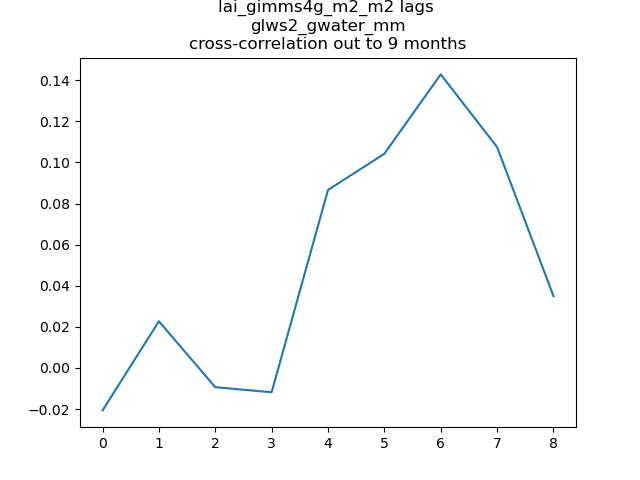 lai_gimms4g_m2_m2 lags
glws2_gwater_mm
cross-correlation out to 9 months
0.14
0.12
0.10
0.08
0.06
0.04
0.02
0.00
−0.02
0 1 2 3 4 5 6 7 8